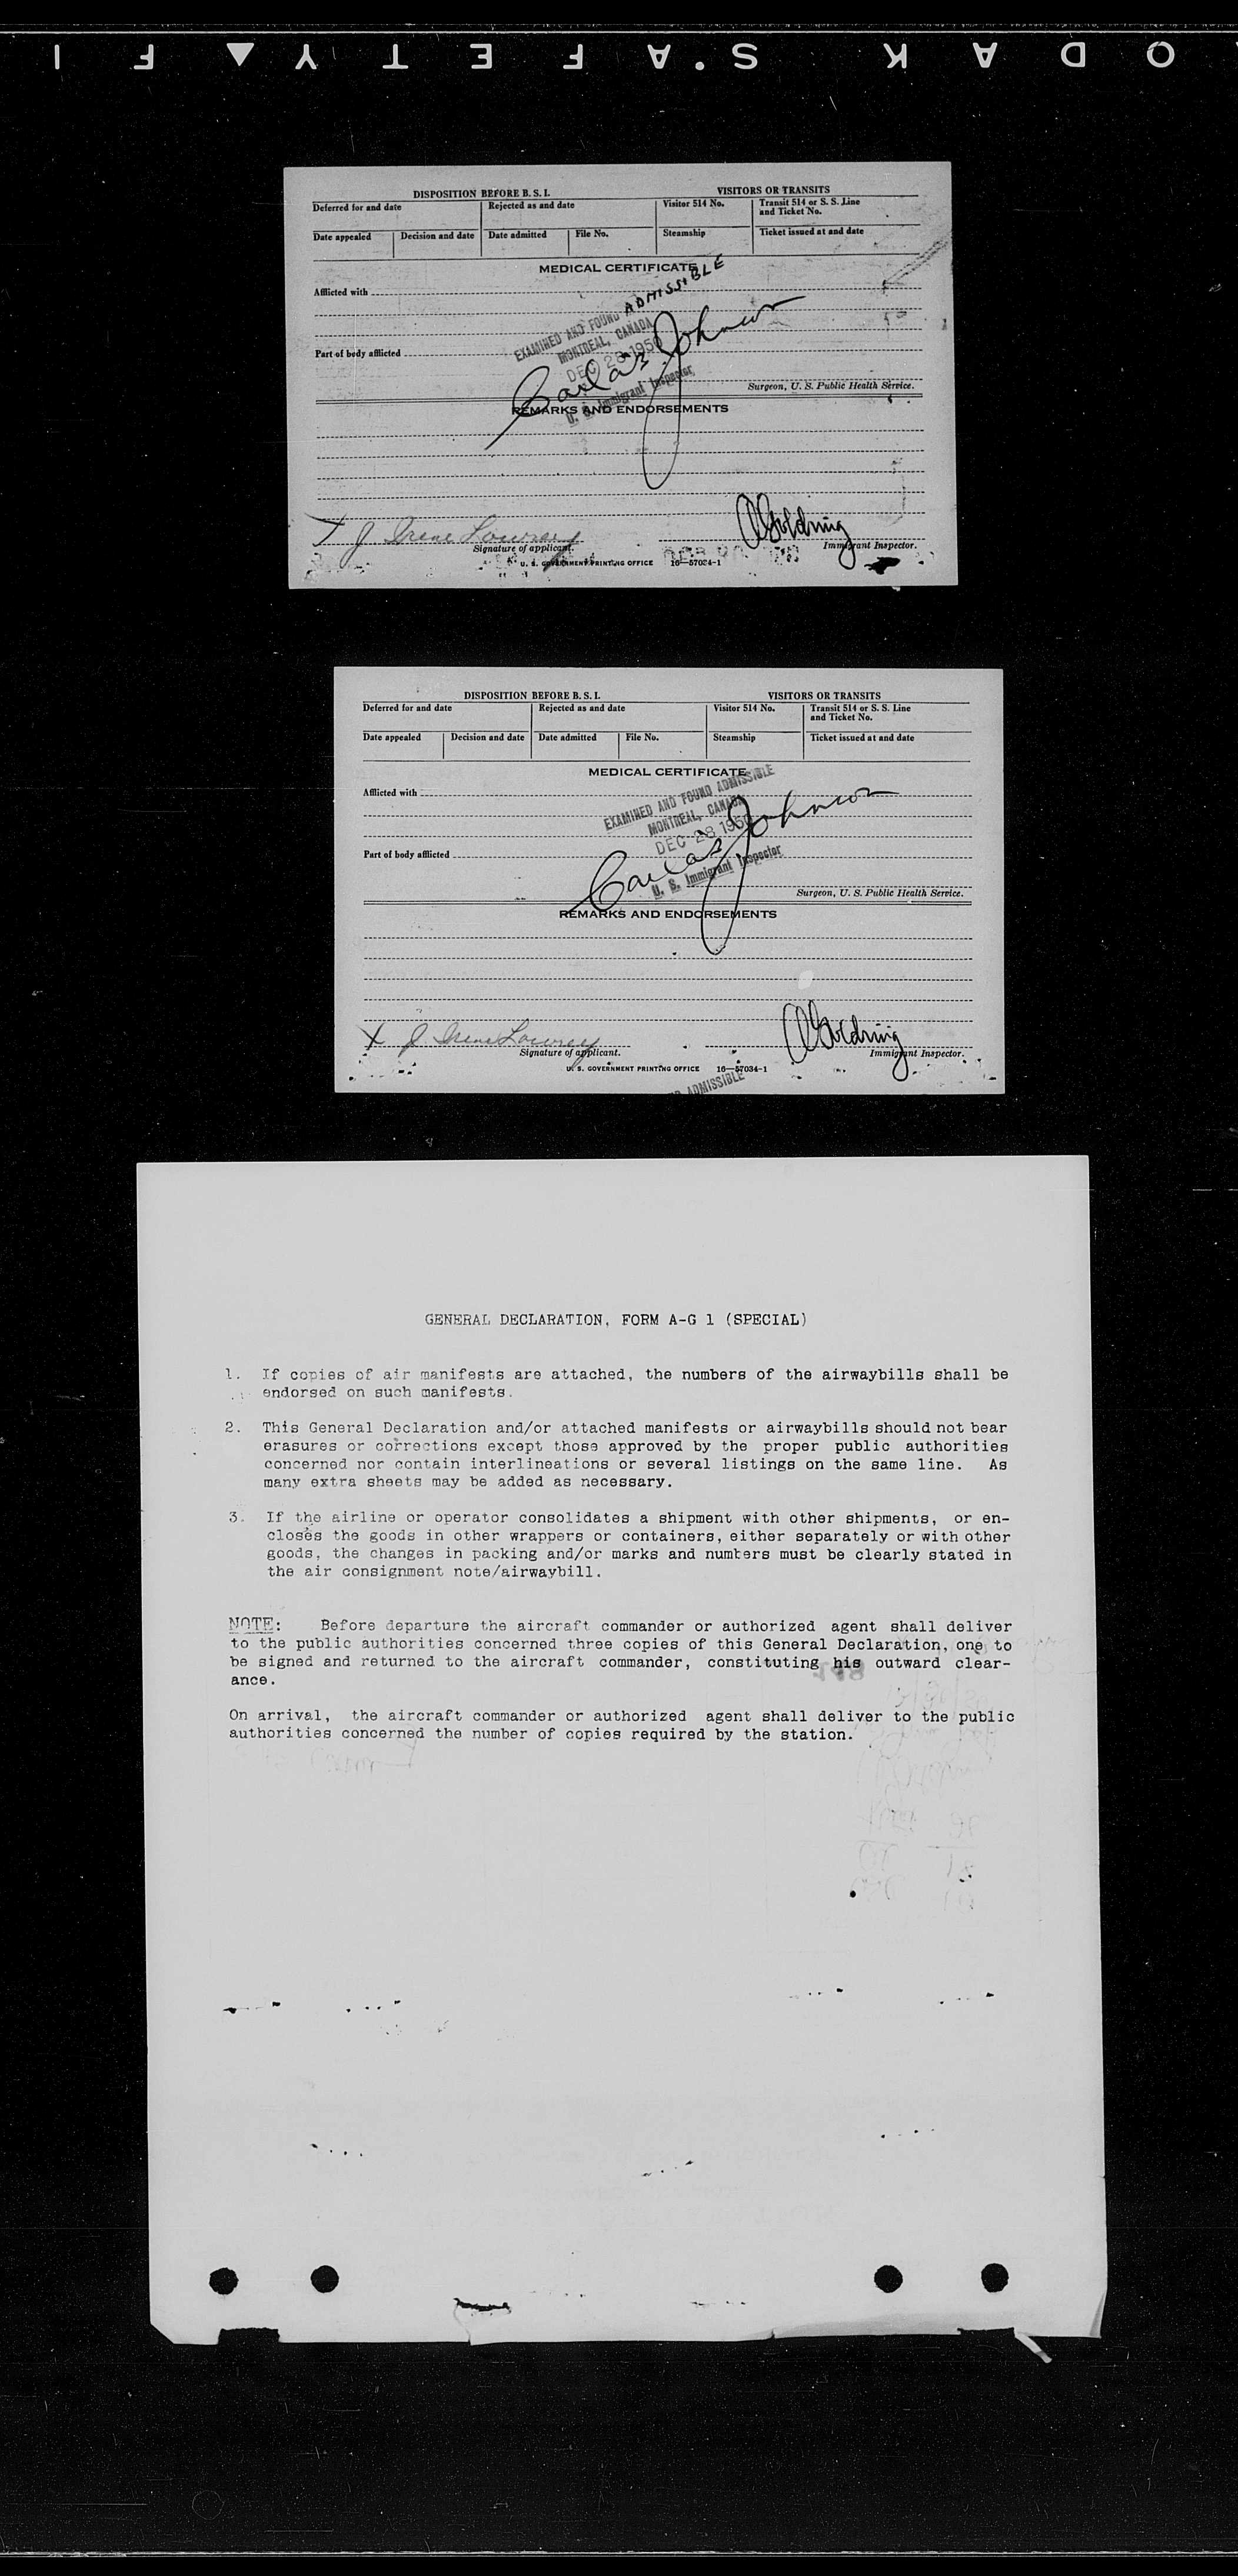 KODAK·SAFETY▲FI
DISPOSITION BEFORE B. S. I.
VISITORS OR TRANSITS
Deferred for and date
Rejected as and date
Visitor 514 No.
Transit 514 or S. S. Line
and Ticket No.
Date appealed
Decision and date
Date admitted
File No.
Steamship
Ticket issued at and date
MEDICAL CERTIFICATE
Afflicted with
EXAMINED AND FOUND ADMISSIBLE
MONTREAL, CANADA
DEC 28 1950
U. S. Immigrant Inspector
Carl A. Johnson
Part of body afflicted
Surgeon, U. S. Public Health Service.
REMARKS AND ENDORSEMENTS
X J Irene Lowrey
Signature of applicant.
Immigrant Inspector.
U. S. GOVERNMENT PRINTING OFFICE 16—57034-1
DISPOSITION BEFORE B. S. I.
VISITORS OR TRANSITS
Deferred for and date
Rejected as and date
Visitor 514 No.
Transit 514 or S. S. Line
and Ticket No.
Date appealed
Decision and date
Date admitted
File No.
Steamship
Ticket issued at and date
MEDICAL CERTIFICATE
Afflicted with
EXAMINED AND FOUND ADMISSIBLE
MONTREAL, CANADA
DEC 28 1950
U. S. Immigrant Inspector
Carl A. Johnson
Part of body afflicted
Surgeon, U. S. Public Health Service.
REMARKS AND ENDORSEMENTS
X J Irene Lowrey
Signature of applicant.
Immigrant Inspector.
U. S. GOVERNMENT PRINTING OFFICE 16—57034-1
ADMISSIBLE
GENERAL DECLARATION, FORM A-G 1 (SPECIAL)
1. If copies of air manifests are attached, the numbers of the airwaybills shall be
endorsed on such manifests.
2. This General Declaration and/or attached manifests or airwaybills should not bear
erasures or corrections except those approved by the proper public authorities
concerned nor contain interlineations or several listings on the same line. As
many extra sheets may be added as necessary.
3. If the airline or operator consolidates a shipment with other shipments, or en-
closes the goods in other wrappers or containers, either separately or with other
goods, the changes in packing and/or marks and numbers must be clearly stated in
the air consignment note/airwaybill.
NOTE: Before departure the aircraft commander or authorized agent shall deliver
to the public authorities concerned three copies of this General Declaration, one to
be signed and returned to the aircraft commander, constituting his outward clear-
ance.
On arrival, the aircraft commander or authorized agent shall deliver to the public
authorities concerned the number of copies required by the station.